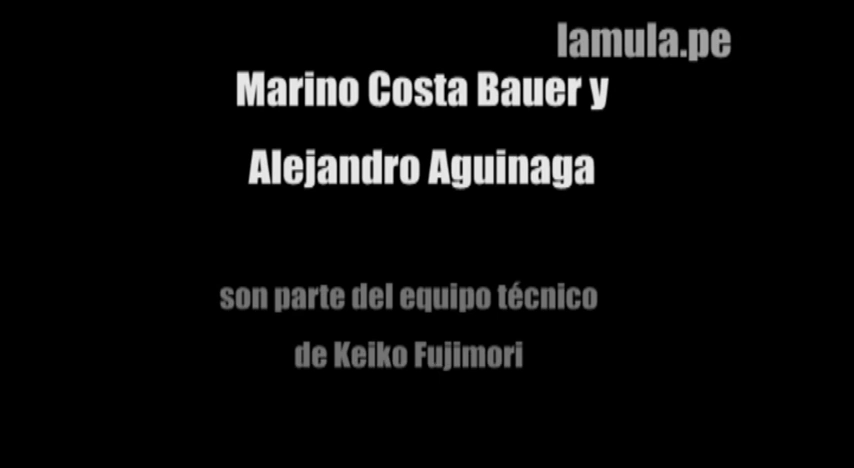 lamula.pe
Marino Costa Bauer y
Alejandro Aguinaga
son parte del equipo técnico
de Keiko Fujimori